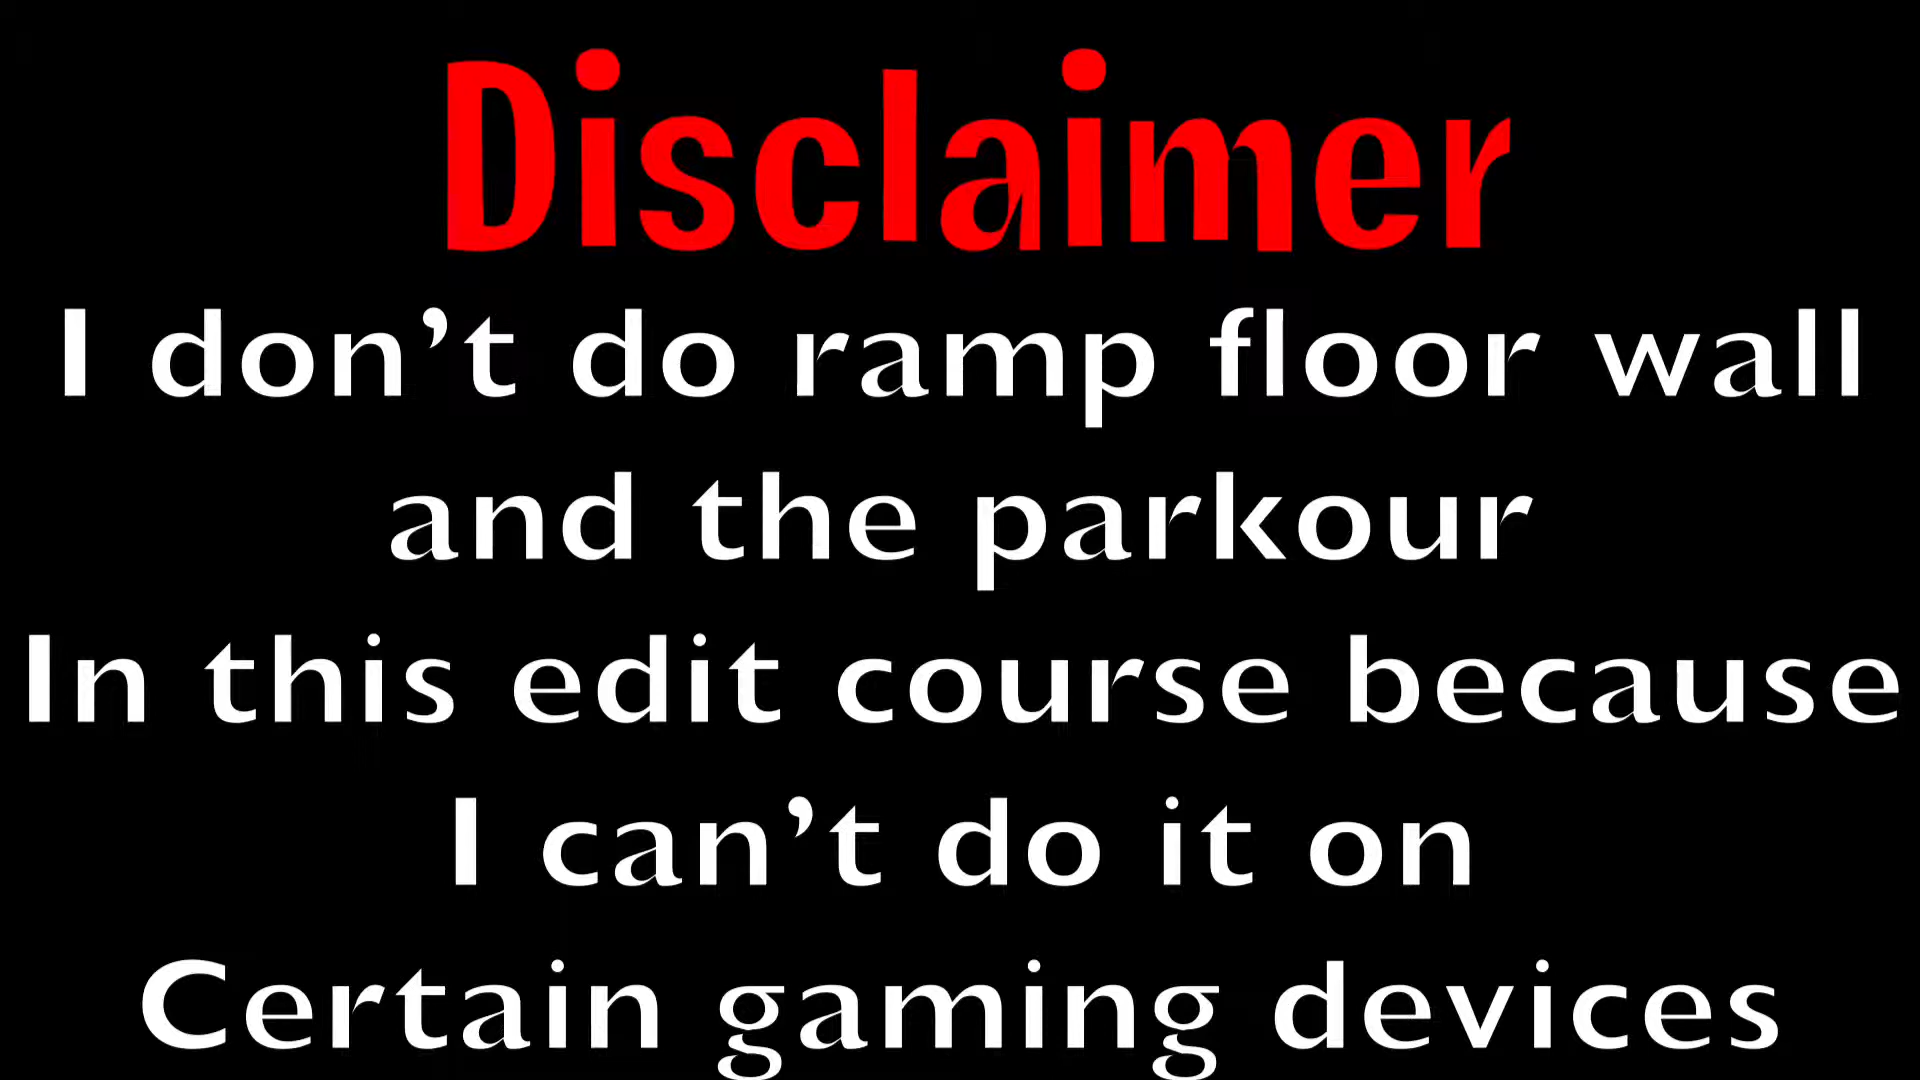 Disclaimer
I don’t do ramp floor wall
and the parkour
In this edit course because
I can’t do it on
Certain gaming devices